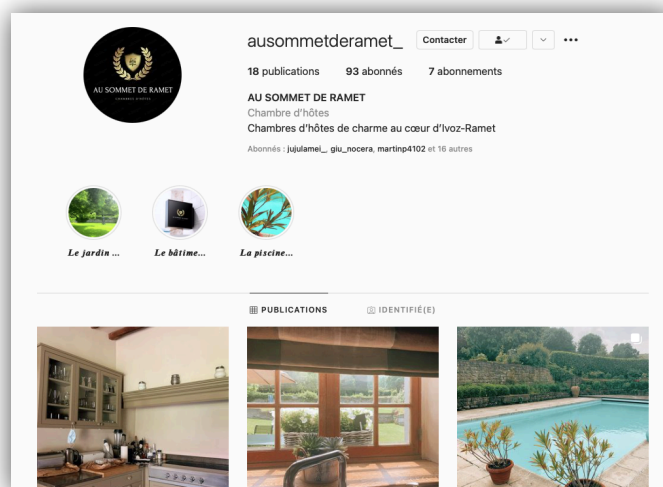 ausommetderamet_ Contacter
18 publications 93 abonnés 7 abonnements
AU SOMMET DE RAMET
AU SOMMET DE RAMET
CHAMBRES D'HÔTES
Chambre d'hôtes
Chambres d'hôtes de charme au cœur d'Ivoz-Ramet
Abonnés : jujulamei_, giu_nocera, martinp4102 et 16 autres
Le jardin ... Le bâtime... La piscine...
PUBLICATIONS IDENTIFIÉ(E)